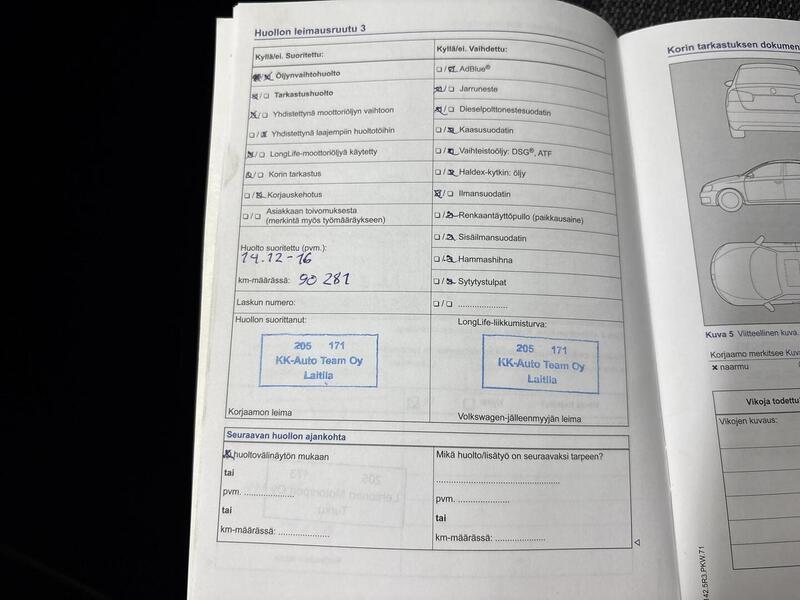 Huollon leimausruutu 3
Kyllä/ei. Suoritettu:
Öljynvaihtohuolto
Tarkastushuolto
Yhdistettynä moottoriöljyn vaihtoon
Yhdistettynä laajempiin huoltotöihin
LongLife-moottoriöljyä käytetty
Korin tarkastus
Korjauskehotus
Asiakkaan toivomuksesta
(merkintä myös työmääräykseen)
Huolto suoritettu (pvm.):
14.12-16
km-määrässä: 90 281
Laskun numero:
Huollon suorittanut:
205 171
KK-Auto Team Oy
Laitila
Korjaamon leima
Kyllä/ei. Vaihdettu:
AdBlue®
Jarruneste
Dieselpolttonestesuodatin
Kaasusuodatin
Vaihteistoöljy: DSG®, ATF
Haldex-kytkin: öljy
Ilmansuodatin
Renkaantäyttöpullo (paikkausaine)
Sisäilmansuodatin
Hammashihna
Sytytystulpat
LongLife-liikkumisturva:
205 171
KK-Auto Team Oy
Laitila
Volkswagen-jälleenmyyjän leima
Seuraavan huollon ajankohta
huoltovälinäytön mukaan
tai
pvm. ....................
tai
km-määrässä: ....................
Mikä huolto/lisätyö on seuraavaksi tarpeen?
pvm. ....................
tai
km-määrässä: ....................
Korin tarkastuksen dokumen
Kuva 5 Viitteellinen kuva.
Korjaamo merkitsee Kuv
× naarmu
Vikoja todettu?
Vikojen kuvaus:
142.5R3.PKW.71